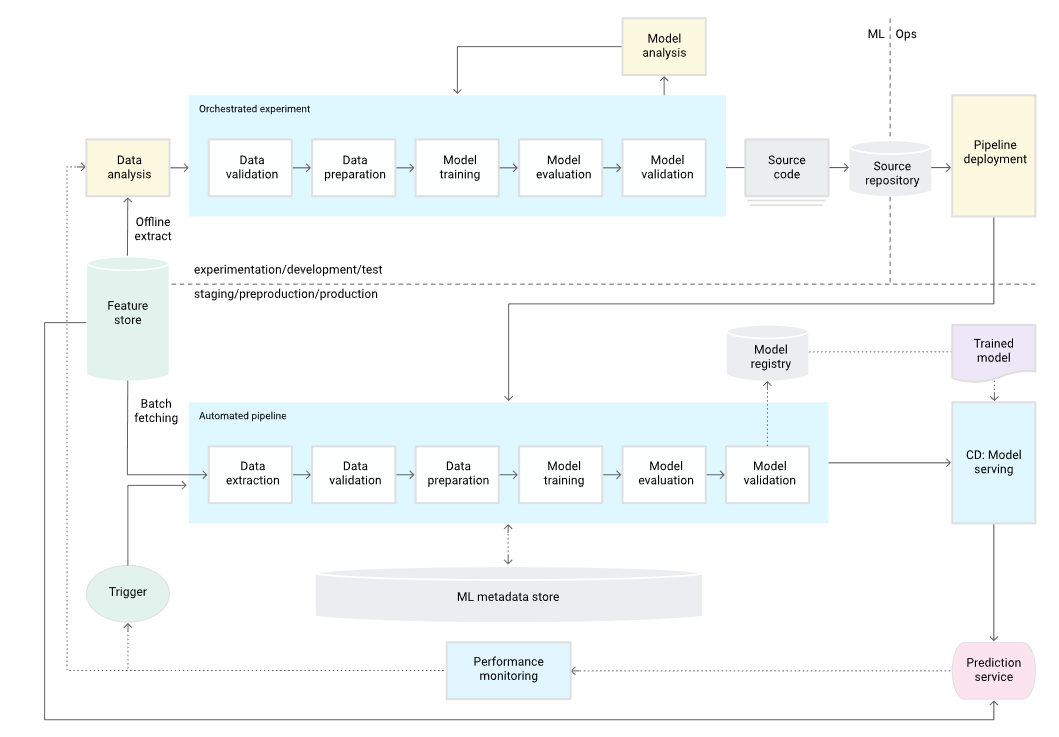 Model
analysis
ML
Ops
Orchestrated experiment
Data
analysis
Data
validation
Data
preparation
Model
training
Model
evaluation
Model
validation
Source
code
Source
repository
Pipeline
deployment
Offline
extract
experimentation/development/test
staging/preproduction/production
Feature
store
Model
registry
Trained
model
Batch
fetching
Automated pipeline
Data
extraction
Data
validation
Data
preparation
Model
training
Model
evaluation
Model
validation
CD: Model
serving
Trigger
ML metadata store
Performance
monitoring
Prediction
service